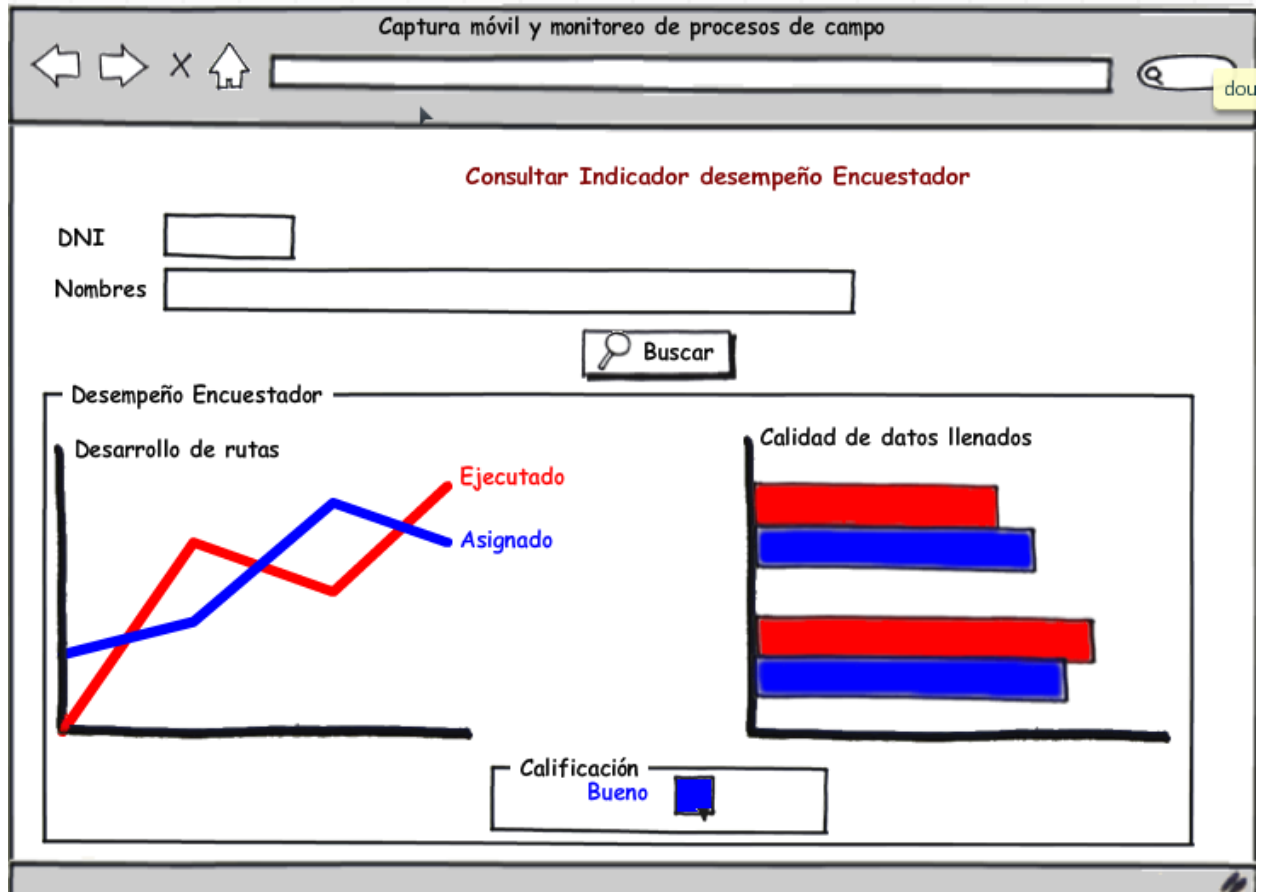 Captura móvil y monitoreo de procesos de campo
dou
Consultar Indicador desempeño Encuestador
DNI
Nombres
Buscar
Desempeño Encuestador
Desarrollo de rutas
Calidad de datos llenados
Ejecutado
Asignado
Calificación
Bueno